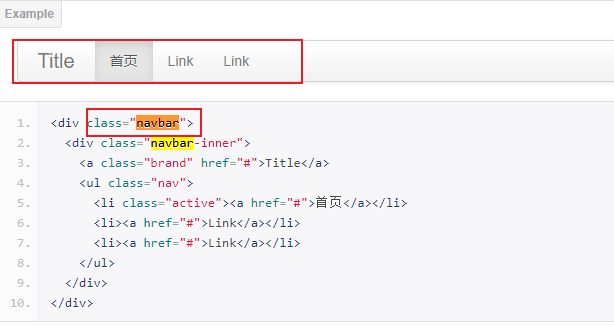 Example
Title 首页 Link Link
1. <div class="navbar">
2. <div class="navbar-inner">
3. <a class="brand" href="#">Title</a>
4. <ul class="nav">
5. <li class="active"><a href="#">首页</a></li>
6. <li><a href="#">Link</a></li>
7. <li><a href="#">Link</a></li>
8. </ul>
9. </div>
10. </div>